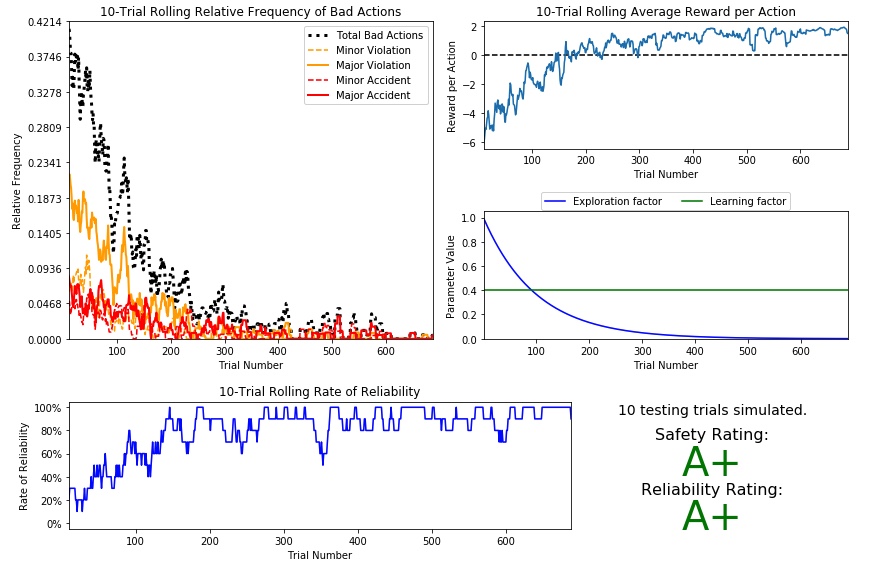 10-Trial Rolling Relative Frequency of Bad Actions
0.4214
0.3746
0.3278
0.2809
0.2341
0.1873
0.1405
0.0936
0.0468
0.0000
Relative Frequency
Total Bad Actions
Minor Violation
Major Violation
Minor Accident
Major Accident
100 200 300 400 500 600
Trial Number
10-Trial Rolling Average Reward per Action
2
0
−2
−4
−6
Reward per Action
100 200 300 400 500 600
Trial Number
Exploration factor Learning factor
1.0
0.8
0.6
0.4
0.2
0.0
Parameter Value
100 200 300 400 500 600
Trial Number
10-Trial Rolling Rate of Reliability
100%
80%
60%
40%
20%
0%
Rate of Reliability
100 200 300 400 500 600
Trial Number
10 testing trials simulated.
Safety Rating:
A+
Reliability Rating:
A+